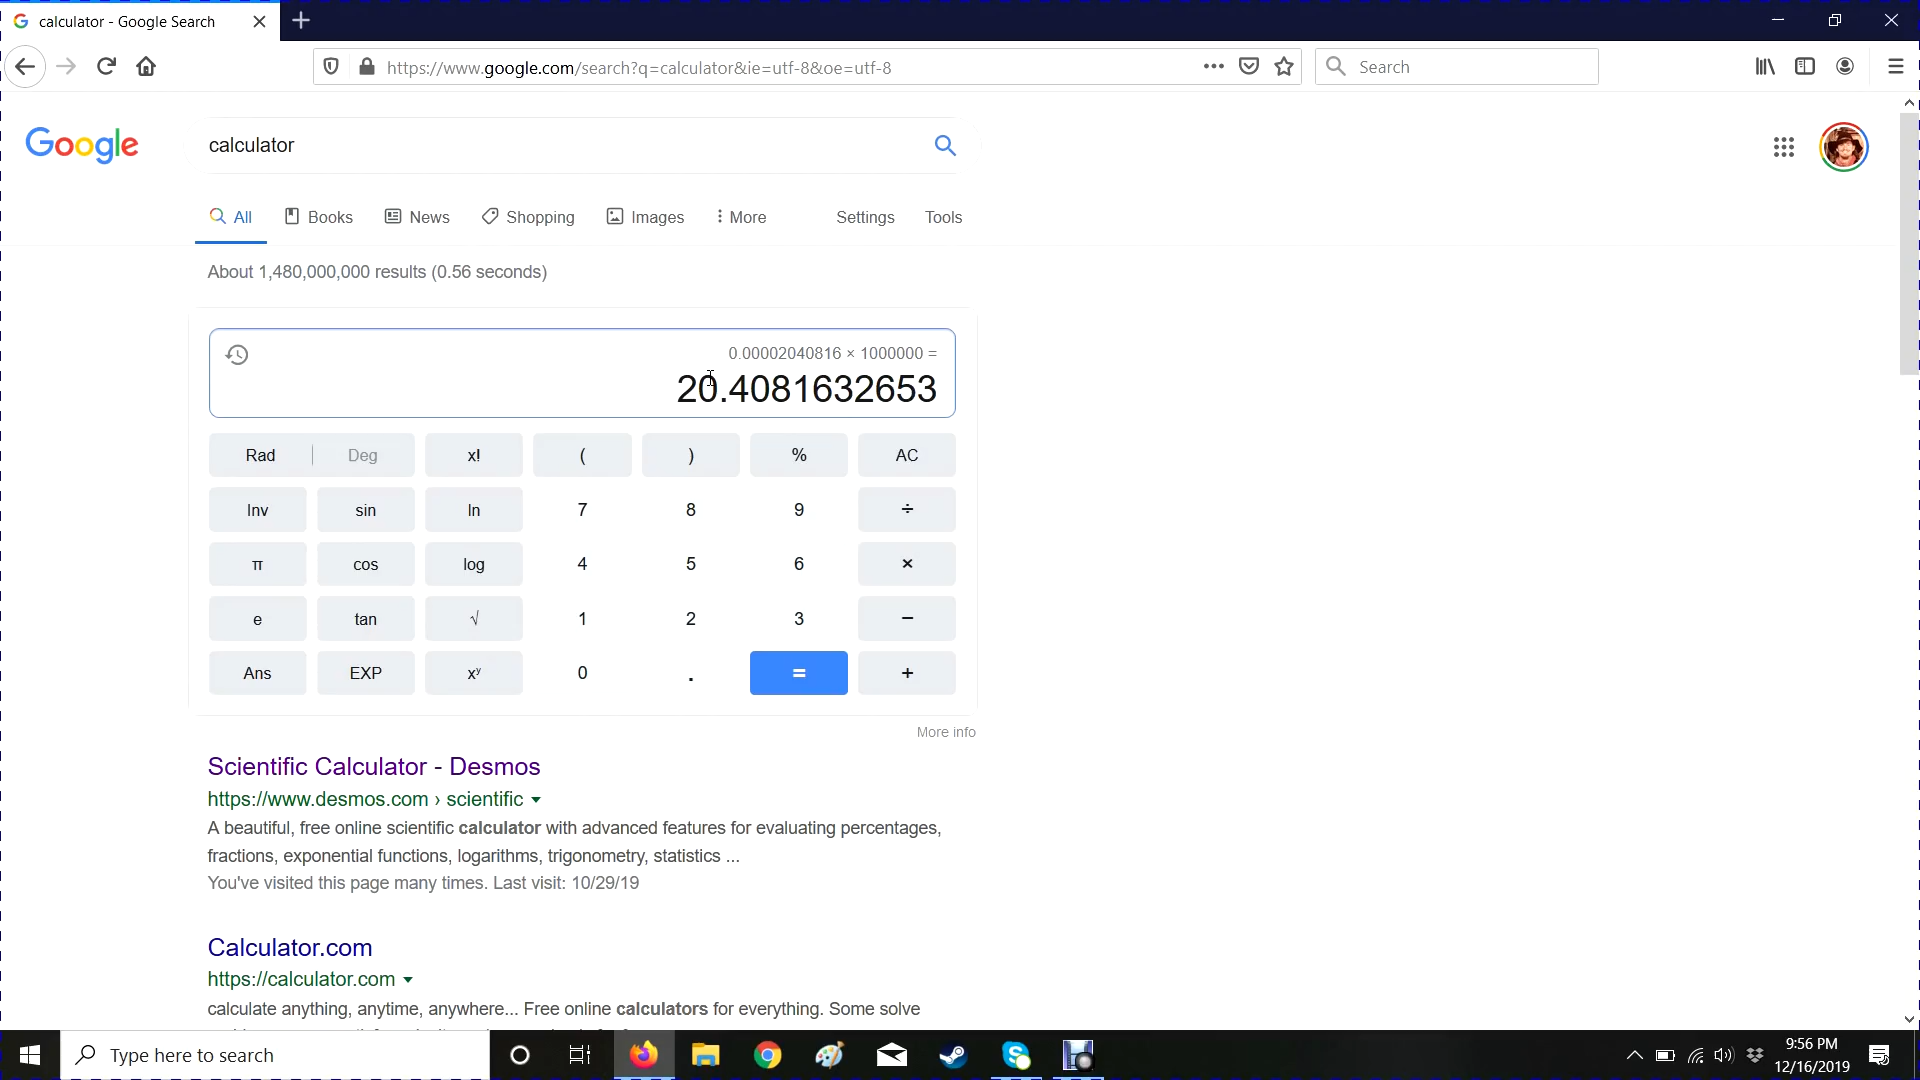 calculator - Google Search
https://www.google.com/search?q=calculator&ie=utf-8&oe=utf-8
Search
Google
calculator
All Books News Shopping Images More Settings Tools
About 1,480,000,000 results (0.56 seconds)
0.00002040816 × 1000000 =
20.4081632653
Rad Deg x! ( ) % AC
Inv sin ln 7 8 9 ÷
π cos log 4 5 6 ×
e tan √ 1 2 3 −
Ans EXP xʸ 0 . = +
More info
Scientific Calculator - Desmos
https://www.desmos.com › scientific
A beautiful, free online scientific calculator with advanced features for evaluating percentages,
fractions, exponential functions, logarithms, trigonometry, statistics ...
You've visited this page many times. Last visit: 10/29/19
Calculator.com
https://calculator.com
calculate anything, anytime, anywhere... Free online calculators for everything. Some solve
Type here to search
9:56 PM
12/16/2019